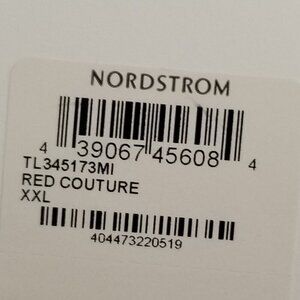 NORDSTROM
4 39067 45608 4
TL345173MI
RED COUTURE
XXL
404473220519